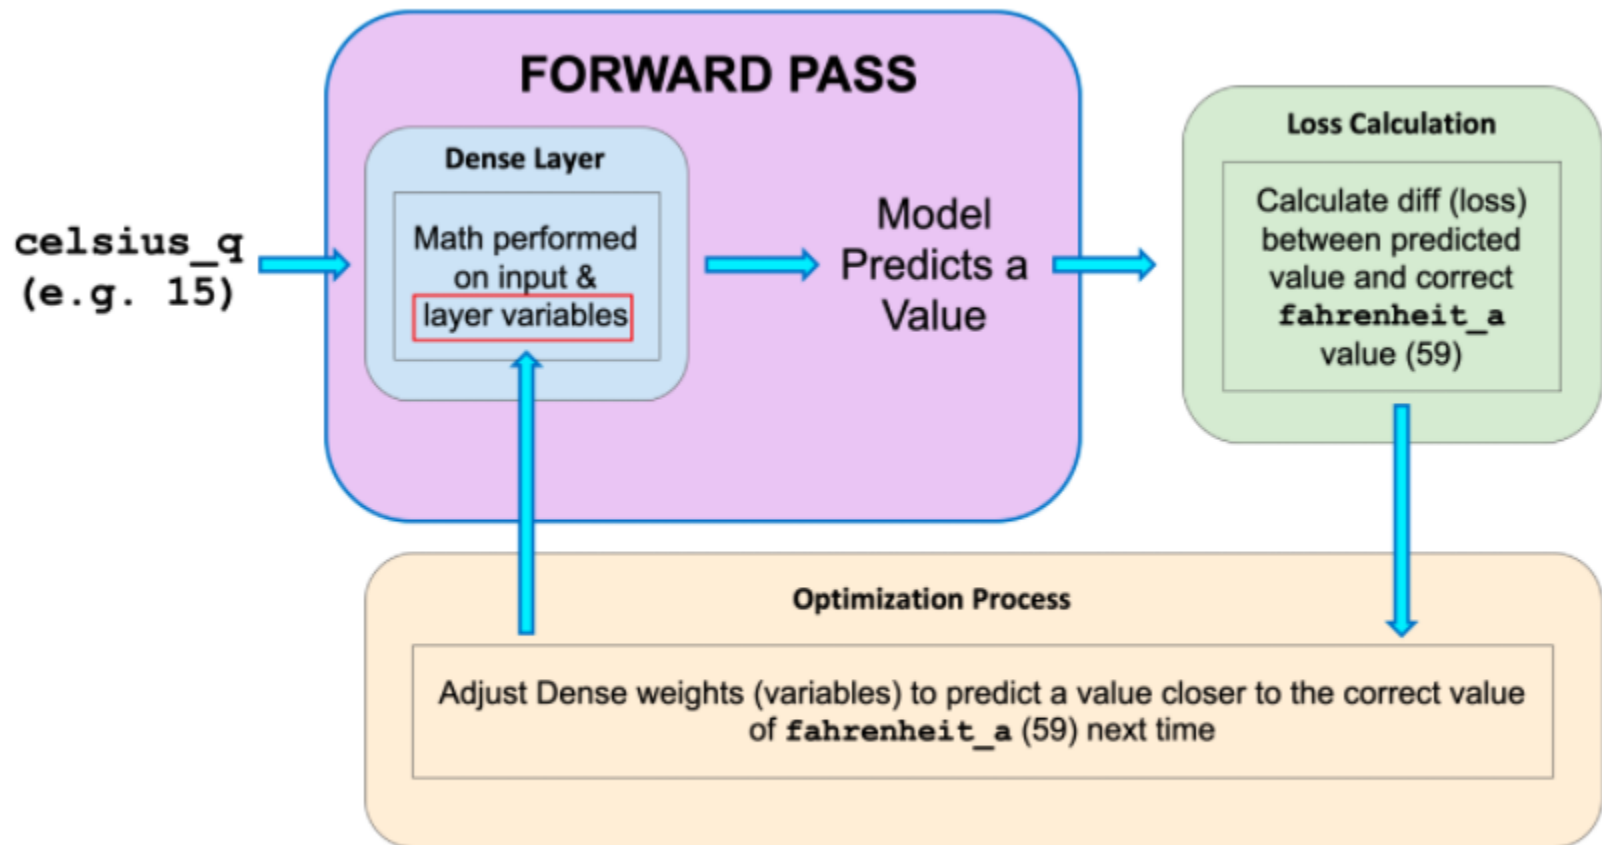 FORWARD PASS
Dense Layer
Math performed
on input &
layer variables
celsius_q
(e.g. 15)
Model
Predicts a
Value
Loss Calculation
Calculate diff (loss)
between predicted
value and correct
fahrenheit_a
value (59)
Optimization Process
Adjust Dense weights (variables) to predict a value closer to the correct value
of fahrenheit_a (59) next time